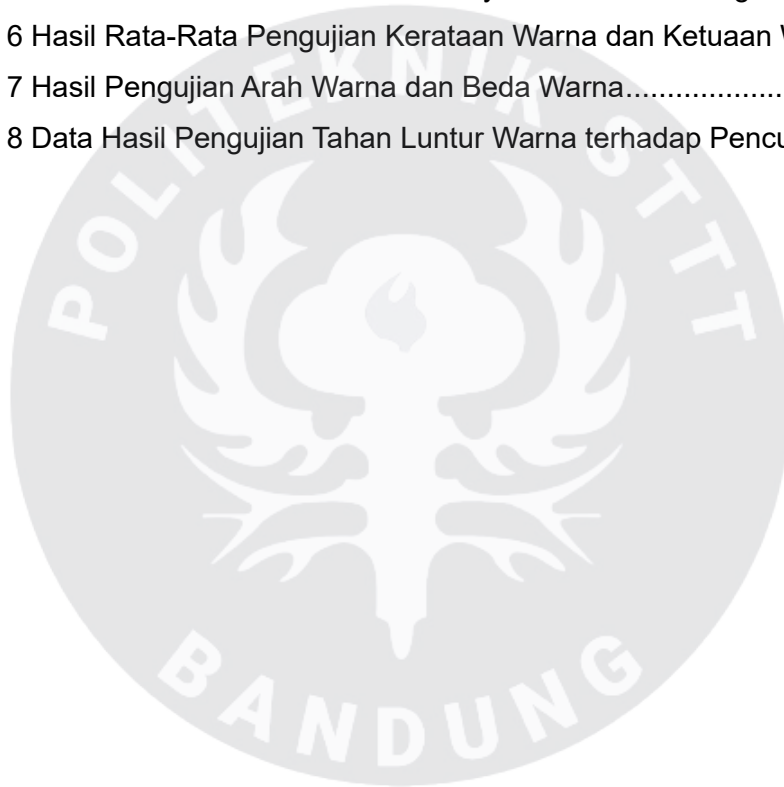 6 Hasil Rata-Rata Pengujian Kerataan Warna dan Ketuaan
7 Hasil Pengujian Arah Warna dan Beda Warna...................
8 Data Hasil Pengujian Tahan Luntur Warna terhadap
POLITEKNIK STTT
BANDUNG